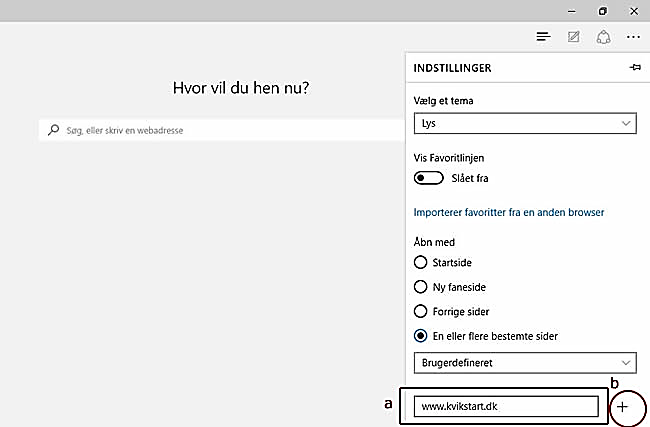 INDSTILLINGER
Hvor vil du hen nu?
Søg, eller skriv en webadresse
Vælg et tema
Lys
Vis Favoritlinjen
Slået fra
Importerer favoritter fra en anden browser
Åbn med
Startside
Ny faneside
Forrige sider
En eller flere bestemte sider
Brugerdefineret
b
a www.kvikstart.dk